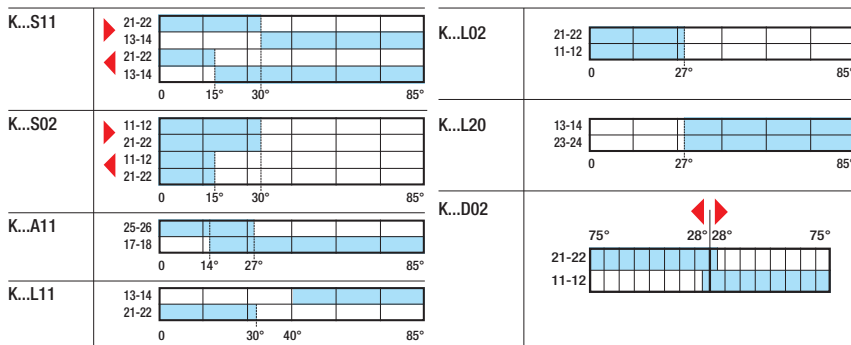 K...S11
21-22
13-14
21-22
13-14
0 15° 30° 85°
K...S02
11-12
21-22
11-12
21-22
0 15° 30° 85°
K...A11
25-26
17-18
0 14° 27° 85°
K...L11
13-14
21-22
0 30° 40° 85°
K...L02
21-22
11-12
0 27° 85°
K...L20
13-14
23-24
0 27° 85°
K...D02
75° 28° 28° 75°
21-22
11-12